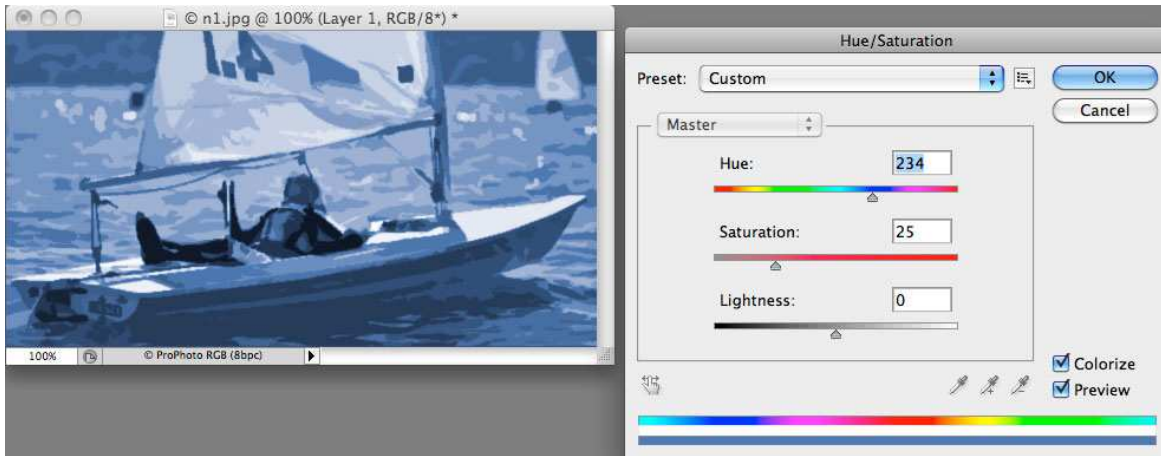 © n1.jpg @ 100% (Layer 1, RGB/8*) *
100%
© ProPhoto RGB (8bpc)
Hue/Saturation
Preset: Custom
OK
Cancel
Master
Hue: 234
Saturation: 25
Lightness: 0
Colorize
Preview